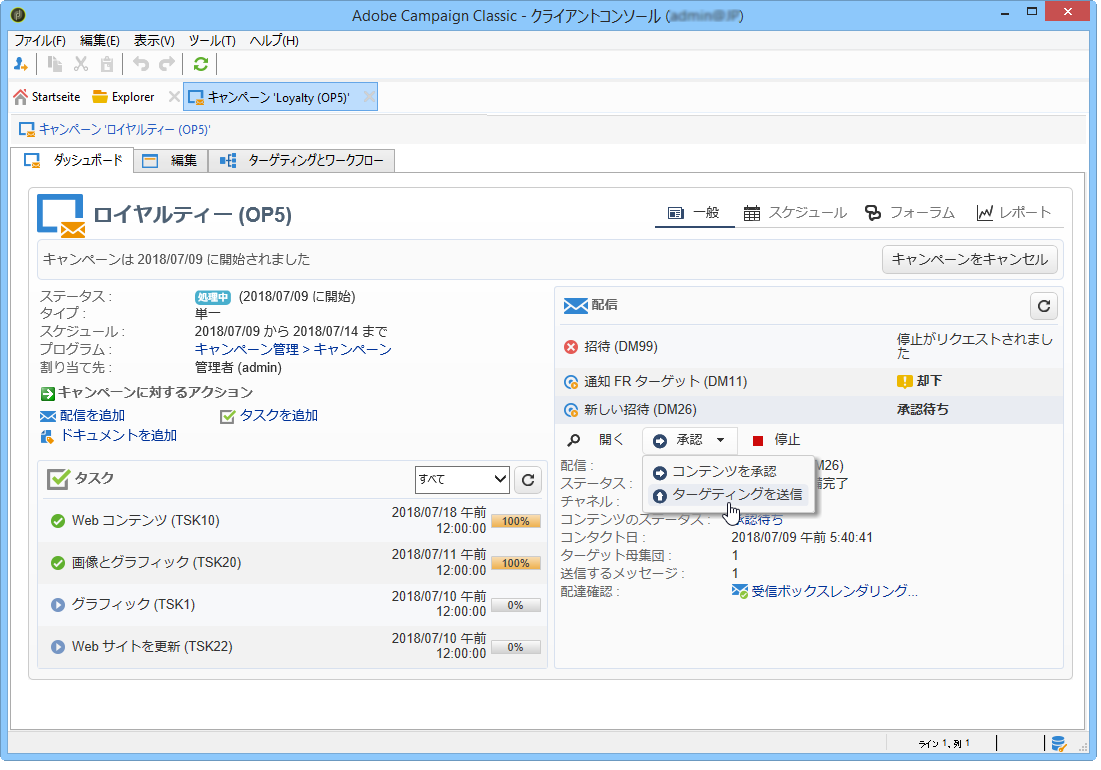 Adobe Campaign Classic - クライアントコンソール ()
ファイル(F) 編集(E) 表示(V) ツール(T) ヘルプ(H)
Startseite Explorer キャンペーン 'Loyalty (OP5)'
キャンペーン 'ロイヤルティー (OP5)'
ダッシュボード 編集 ターゲティングとワークフロー
ロイヤルティー (OP5)
一般 スケジュール フォーラム レポート
キャンペーンは 2018/07/09 に開始されました
キャンペーンをキャンセル
ステータス : 処理中 (2018/07/09 に開始)
タイプ : 単一
スケジュール : 2018/07/09 から 2018/07/14 まで
プログラム : キャンペーン管理 > キャンペーン
割り当て先 : 管理者 (admin)
キャンペーンに対するアクション
配信を追加 タスクを追加
ドキュメントを追加
タスク すべて
Web コンテンツ (TSK10) 2018/07/18 午前 12:00:00 100%
画像とグラフィック (TSK20) 2018/07/11 午前 12:00:00 100%
グラフィック (TSK1) 2018/07/10 午前 12:00:00 0%
Web サイトを更新 (TSK22) 2018/07/10 午前 12:00:00 0%
配信
招待 (DM99) 停止がリクエストされました
通知 FR ターゲット (DM11) 却下
新しい招待 (DM26) 承認待ち
開く 承認 停止
コンテンツを承認
ターゲティングを送信
配信 : M26)
ステータス : 備完了
チャネル :
コンテンツのステータス : 承認待ち
コンタクト日 : 2018/07/09 午前 5:40:41
ターゲット母集団 : 1
送信するメッセージ : 1
配達確認 : 受信ボックスレンダリング...
ライン 1、列 1